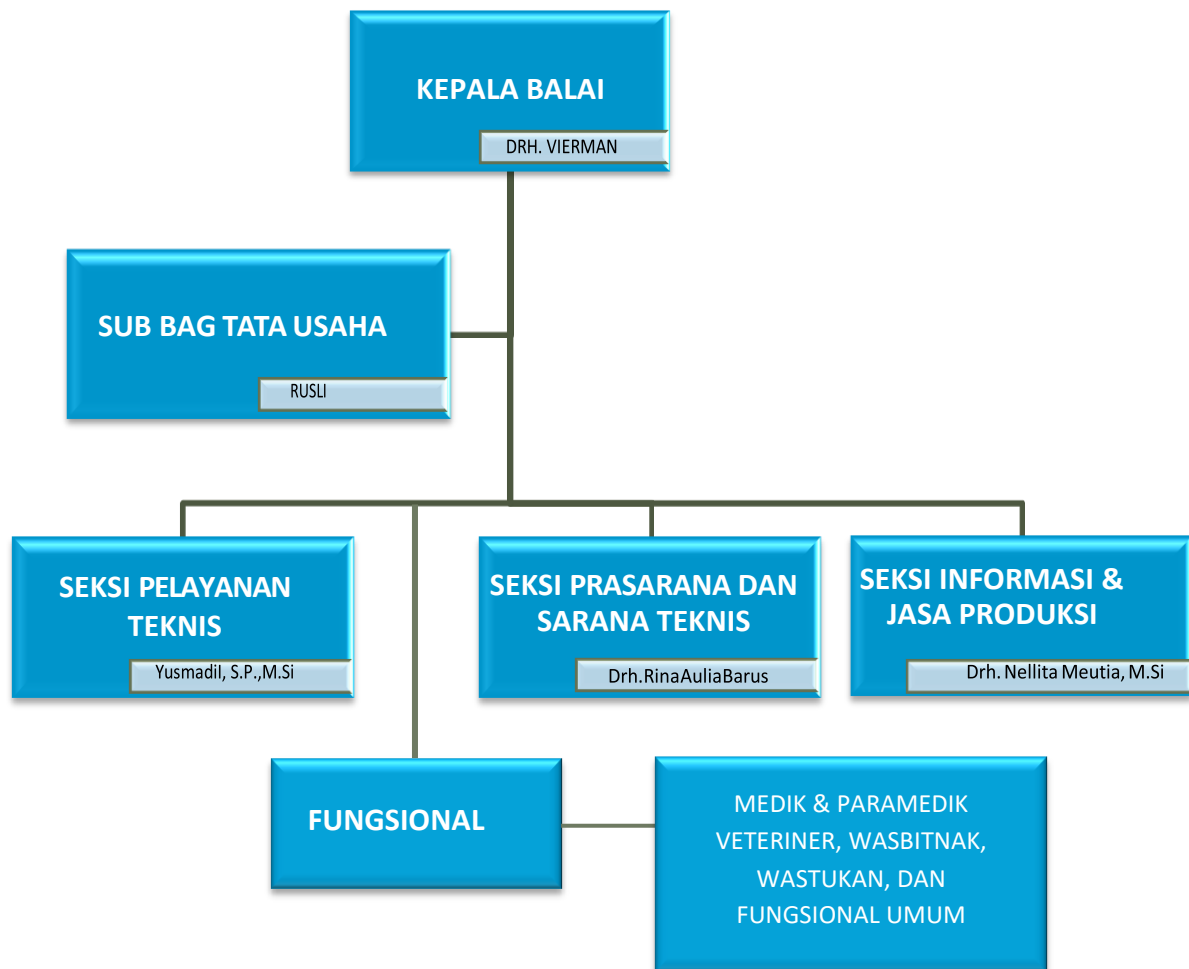 KEPALA BALAI
DRH. VIERMAN
SUB BAG TATA USAHA
RUSLI
SEKSI PELAYANAN
TEKNIS
Yusmadil, S.P.,M.Si
SEKSI PRASARANA DAN
SARANA TEKNIS
Drh.RinaAuliaBarus
SEKSI INFORMASI &
JASA PRODUKSI
Drh. Nellita Meutia, M.Si
FUNGSIONAL
MEDIK & PARAMEDIK
VETERINER, WASBITNAK,
WASTUKAN, DAN
FUNGSIONAL UMUM